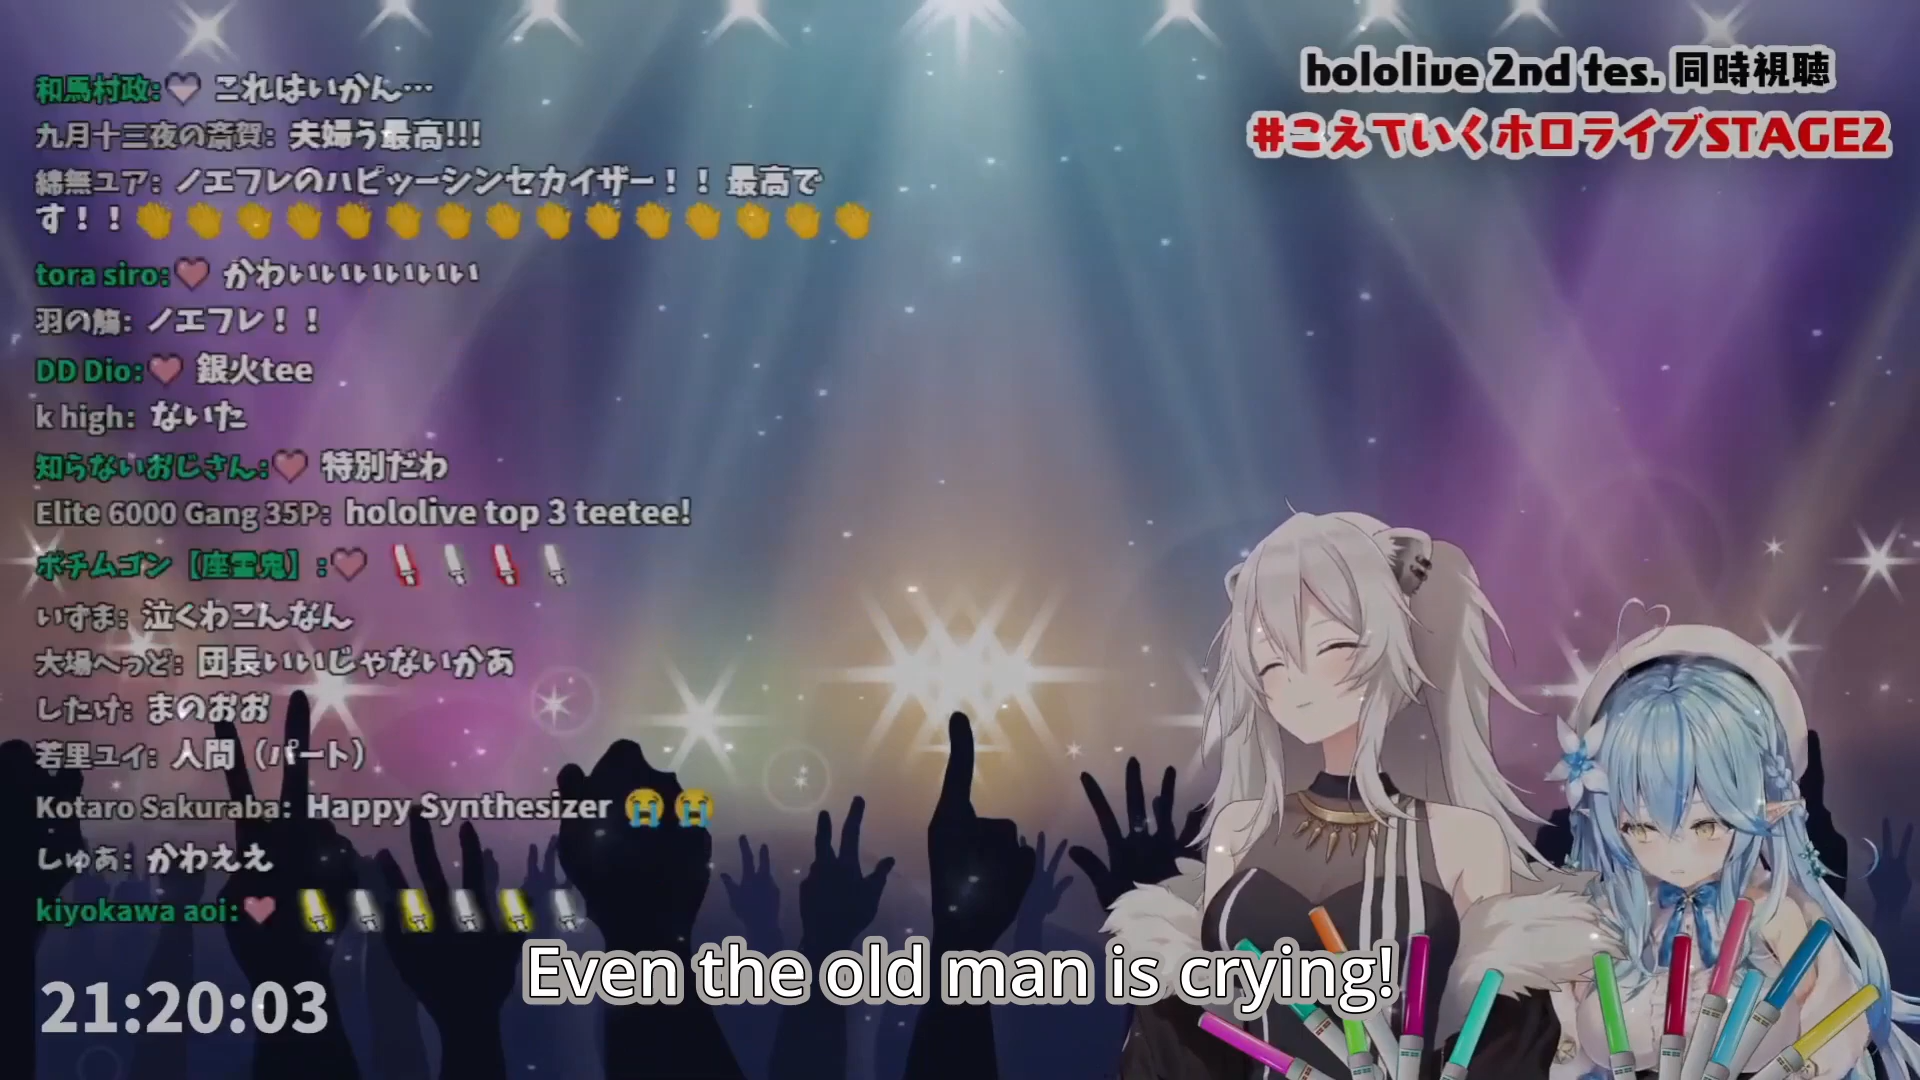 hololive 2nd fes. 同時視聴
#こえていくホロライブSTAGE2
和馬村政: これはいかん…
九月十三夜の斎賀: 夫婦う最高!!!
綿無ユア: ノエフレのハピッーシンセカイザー！！ 最高で
す！！👏👏👏👏👏👏👏👏👏👏👏👏👏👏👏
tora siro: かわいいいいいいい
羽の觴: ノエフレ！！
DD Dio: 銀火tee
k high: ないた
知らないおじさん: 特別だわ
Elite 6000 Gang 35P: hololive top 3 teetee!
ボチムゴン【座霊鬼】:
いすま: 泣くわこんなん
大場へっど: 団長いいじゃないかあ
したけ: まのおお
若里ユイ: 人間（パート）
Kotaro Sakuraba: Happy Synthesizer 😭😭
しゅあ: かわええ
kiyokawa aoi:
Even the old man is crying!
21:20:03